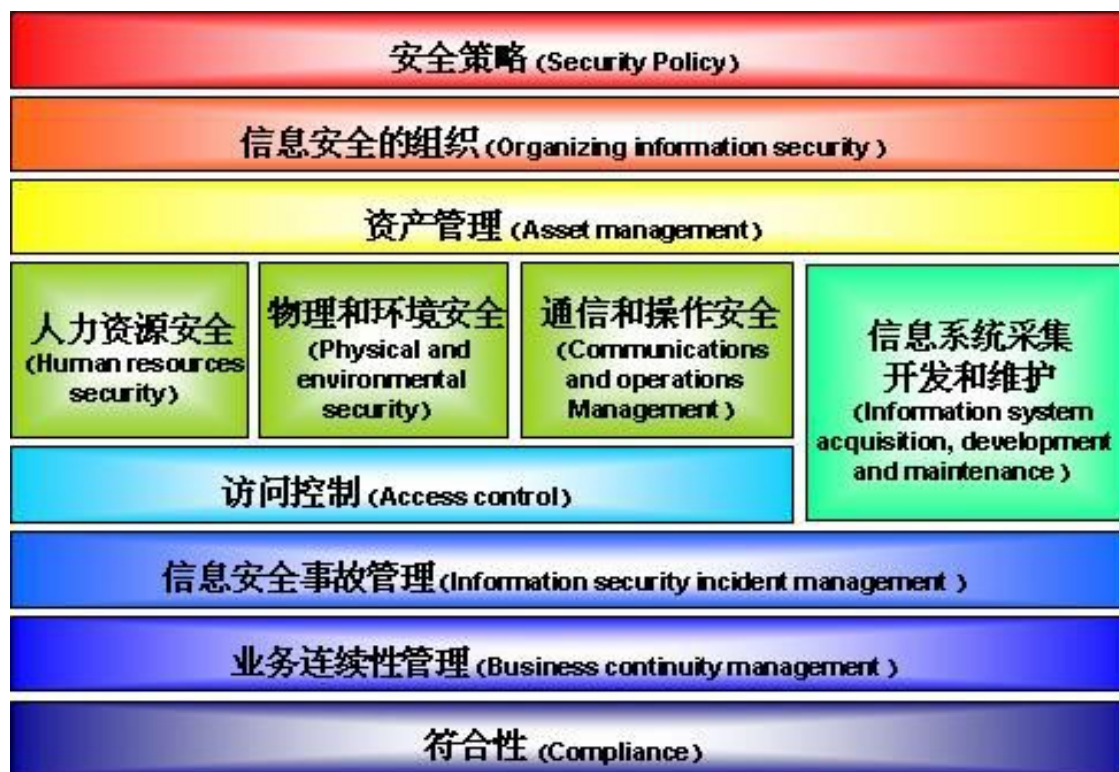 安全策略 (Security Policy)
信息安全的组织 (Organizing information security )
资产管理 (Asset management)
人力资源安全
(Human resources
security)
物理和环境安全
(Physical and
environmental
security)
通信和操作安全
(Communications
and operations
Management)
信息系统采集
开发和维护
(Information system
acquisition, development
and maintenance )
访问控制 (Access control)
信息安全事故管理(Information security incident management )
业务连续性管理(Business continuity management )
符合性 (Compliance)